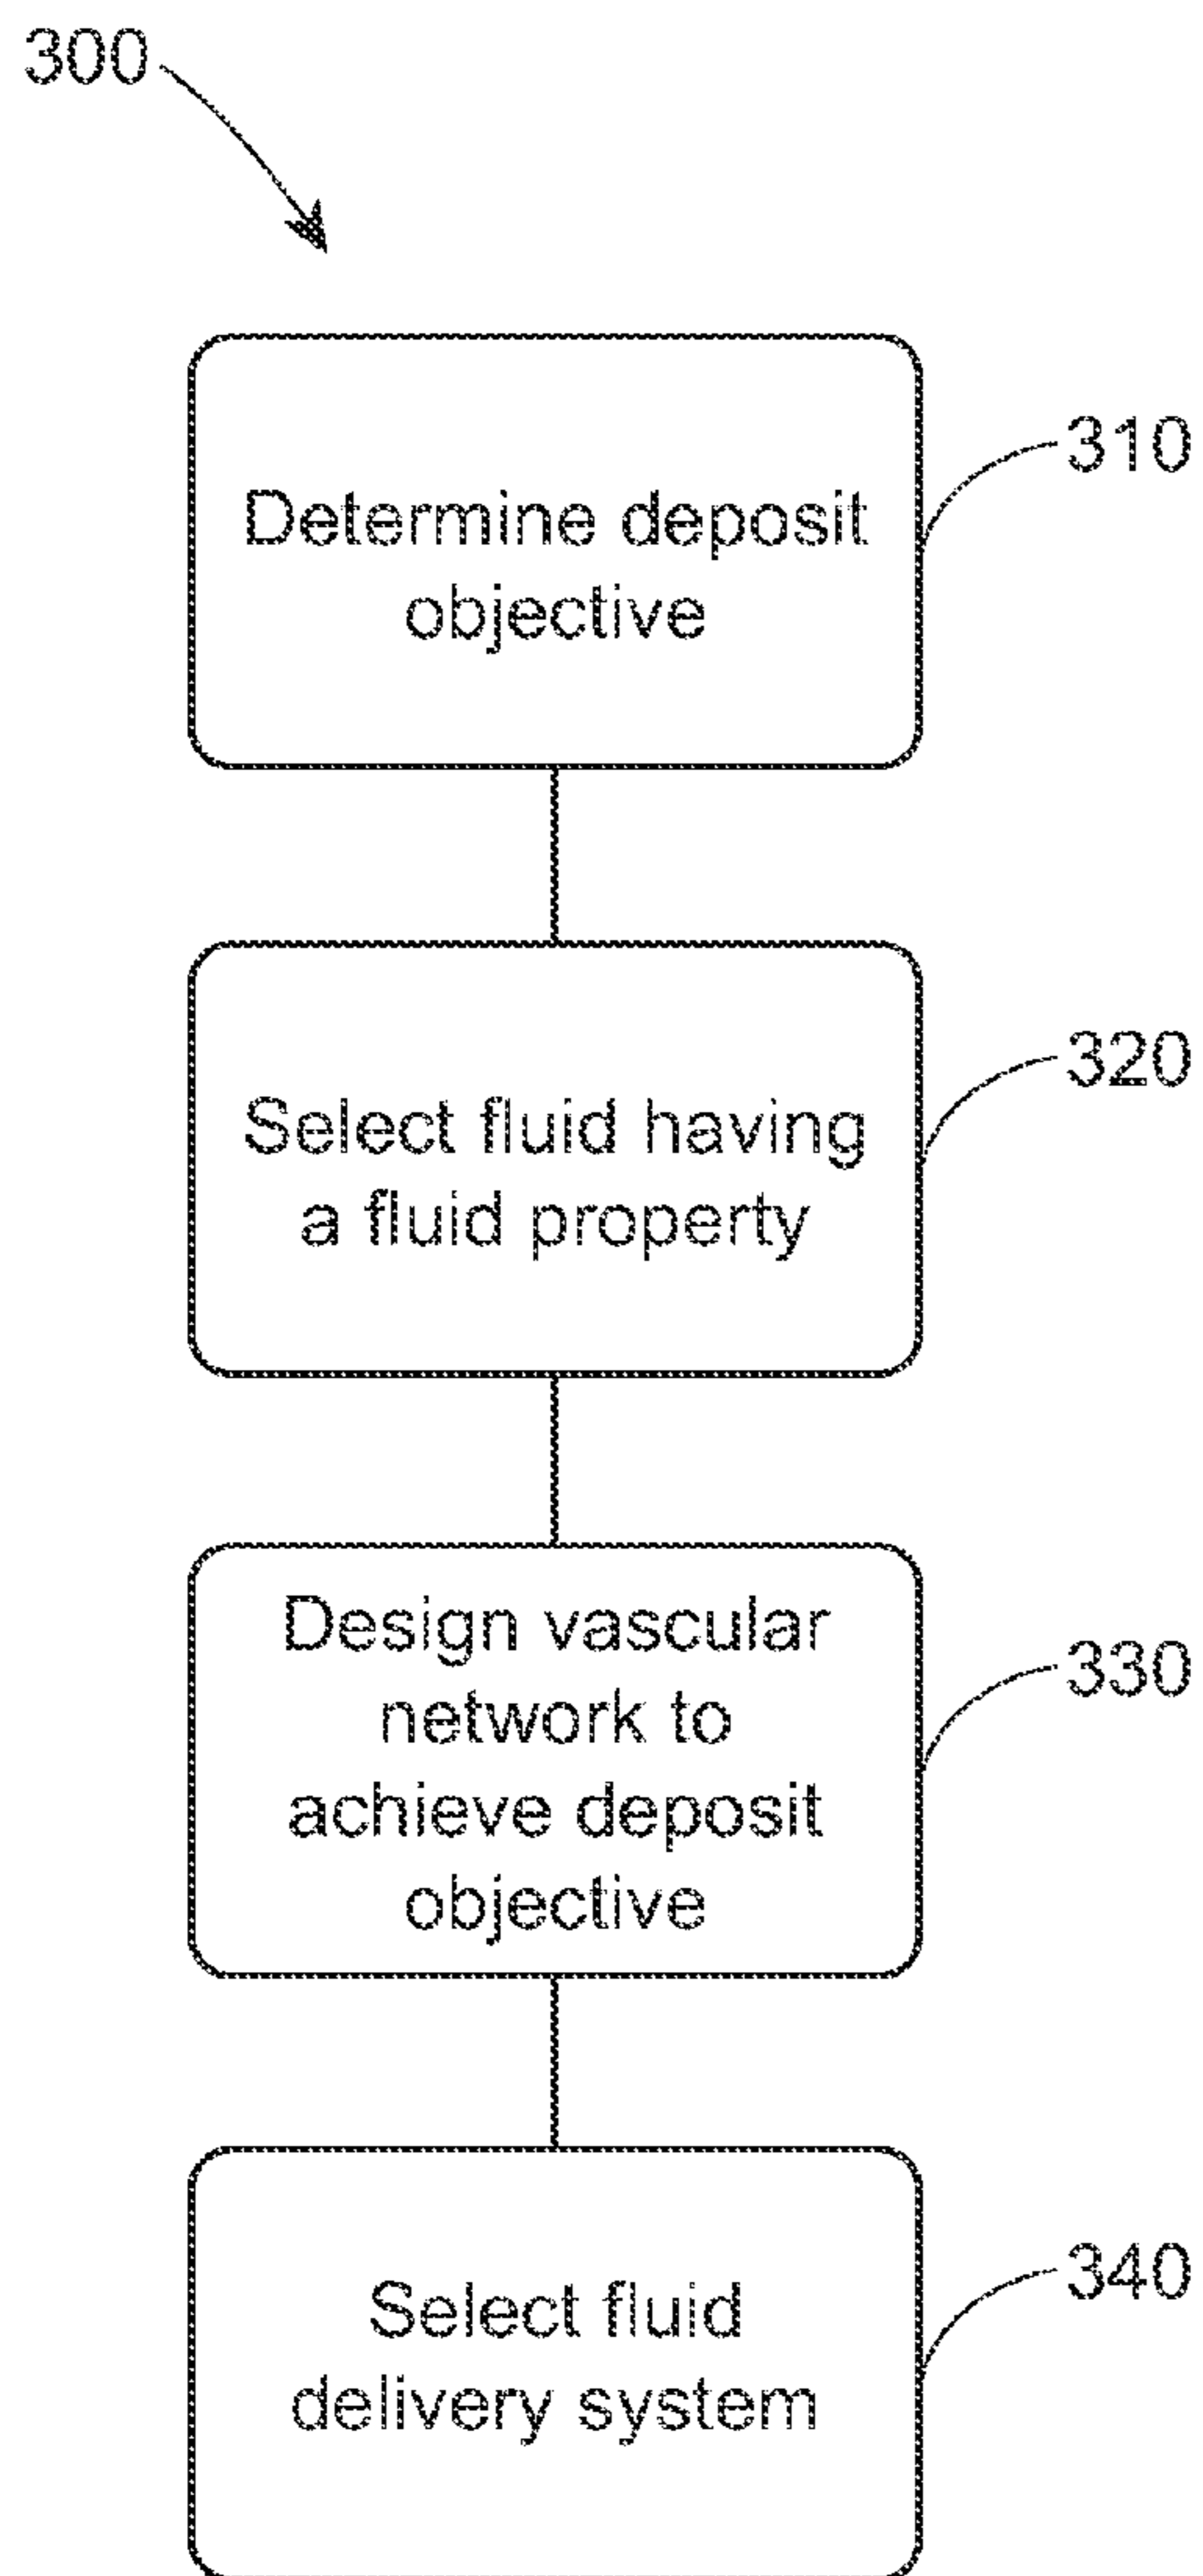 300
Determine deposit
objective
310
Select fluid having
a fluid property
320
Design vascular
network to
achieve deposit
objective
330
Select fluid
delivery system
340